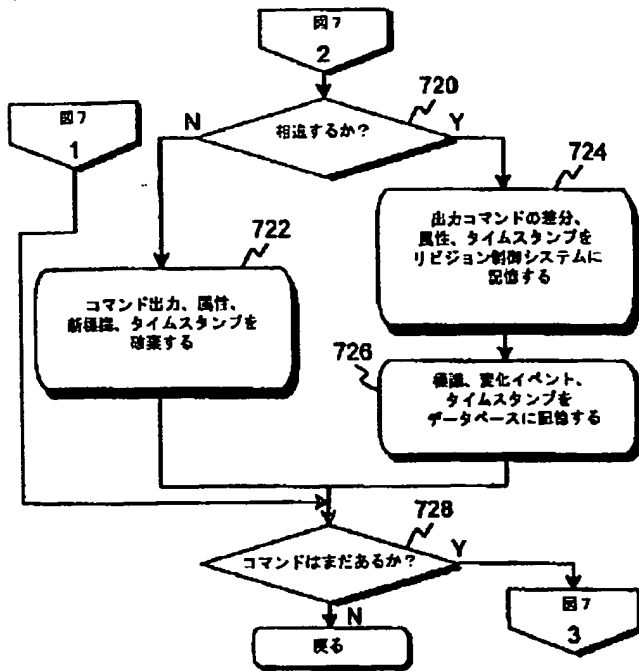 図7
2
720
相違するか?
N
Y
図7
1
724
出力コマンドの差分、
属性、タイムスタンプを
リビジョン制御システムに
記憶する
722
コマンド出力、属性、
新標識、タイムスタンプを
破棄する
726
標識、変化イベント、
タイムスタンプを
データベースに記憶する
728
コマンドはまだあるか?
Y
N
戻る
図7
3